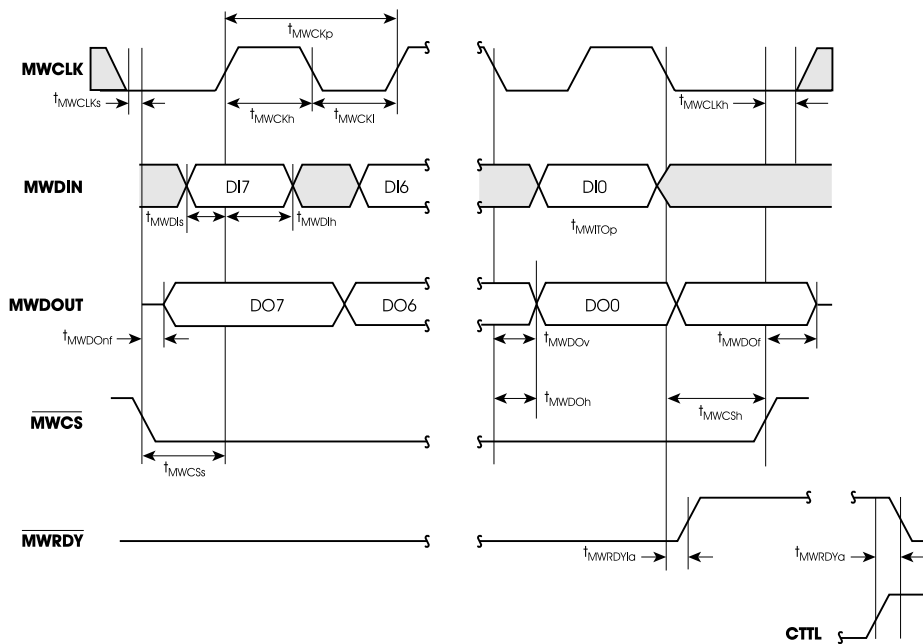 tMWCKp
MWCLK
tMWCLKs
tMWCKh
tMWCKl
tMWCLKh
MWDIN
DI7
DI6
DI0
tMWDIs
tMWDIh
tMWITOp
MWDOUT
DO7
DO6
DO0
tMWDOnf
tMWDOv
tMWDOf
tMWDOh
MWCS
tMWCSh
tMWCSs
MWRDY
tMWRDYIa
tMWRDYa
CTTL